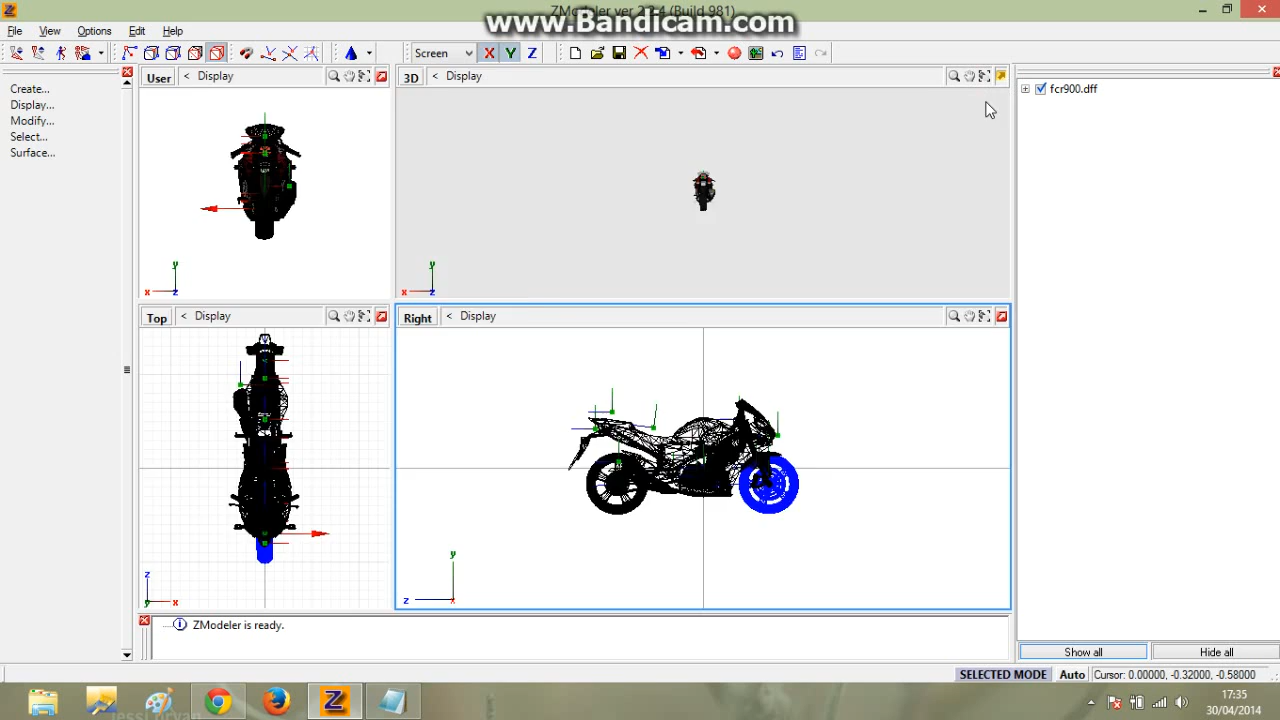 ZModeler ver 2.2.4 (Build 981)
www.Bandicam.com
File View Options Edit Help
Screen X Y Z
Create...
Display...
Modify...
Select...
Surface...
User < Display
3D < Display
fcr900.dff
y
x z
y
x z
Top < Display
Right < Display
z
y x
y
z x
ZModeler is ready.
Show all Hide all
SELECTED MODE Auto Cursor: 0.00000, -0.32000, -0.58000
17:35
30/04/2014